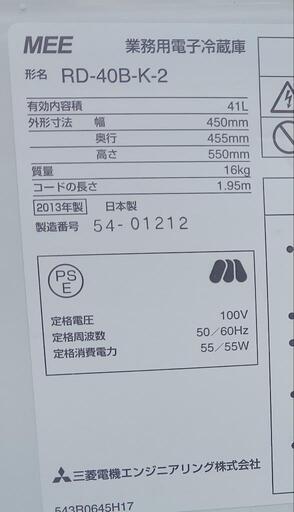 MEE 業務用電子冷蔵庫
形名 RD-40B-K-2
有効内容積 41L
外形寸法 幅 450mm
奥行 455mm
高さ 550mm
質量 16kg
コードの長さ 1.95m
2013年製 日本製
製造番号 54-01212
PS
E
定格電圧 100V
定格周波数 50/60Hz
定格消費電力 55/55W
三菱電機エンジニアリング株式会社
543R0645H17